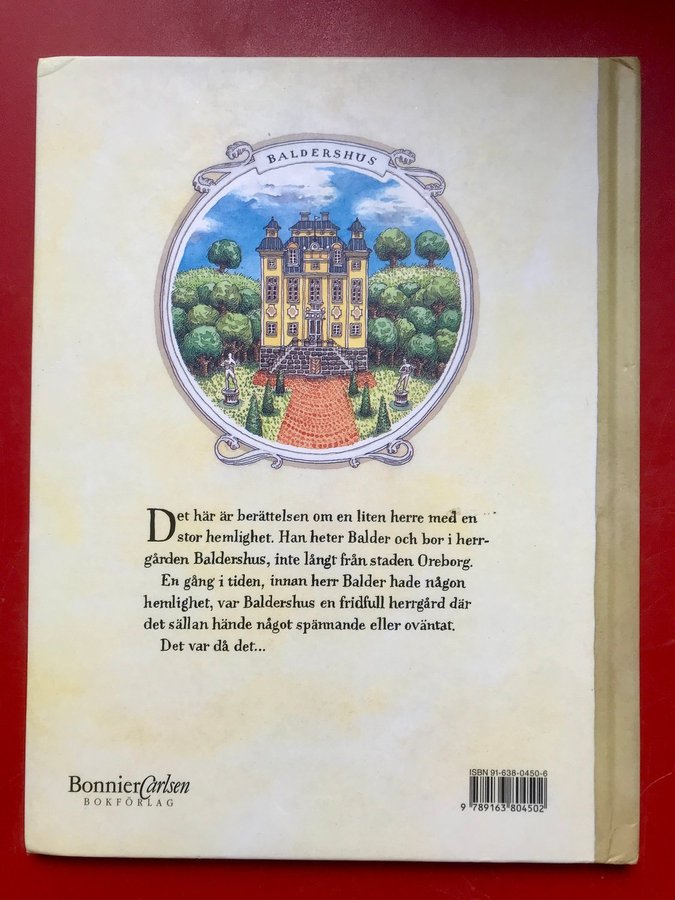 BALDERSHUS
Det här är berättelsen om en liten herre med en
stor hemlighet. Han heter Balder och bor i herr-
gården Baldershus, inte långt från staden Oreborg.
En gång i tiden, innan herr Balder hade någon
hemlighet, var Baldershus en fridfull herrgård där
det sällan hände något spännande eller oväntat.
Det var då det...
BonnierCarlsen
BOKFÖRLAG
ISBN 91-638-0450-6
9 789163 804502